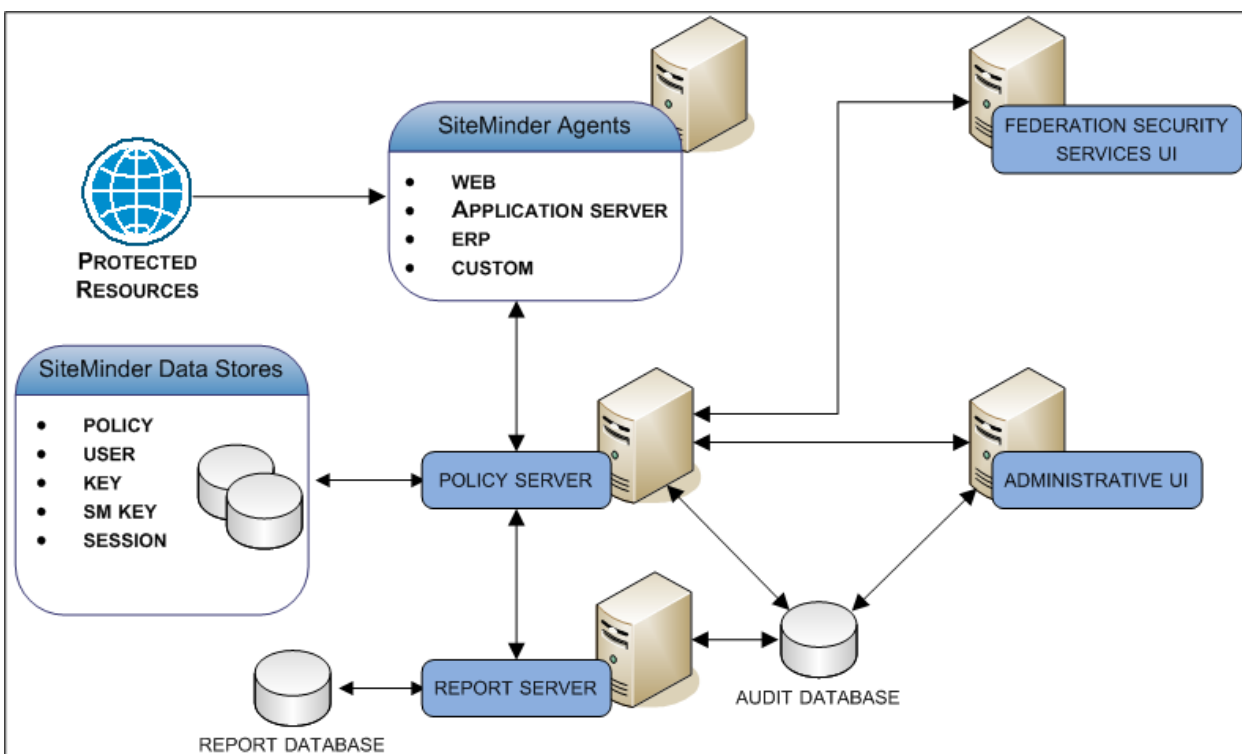 SiteMinder Agents
• WEB
• APPLICATION SERVER
• ERP
• CUSTOM
FEDERATION SECURITY
SERVICES UI
PROTECTED
RESOURCES
SiteMinder Data Stores
• POLICY
• USER
• KEY
• SM KEY
• SESSION
POLICY SERVER
ADMINISTRATIVE UI
REPORT SERVER
AUDIT DATABASE
REPORT DATABASE